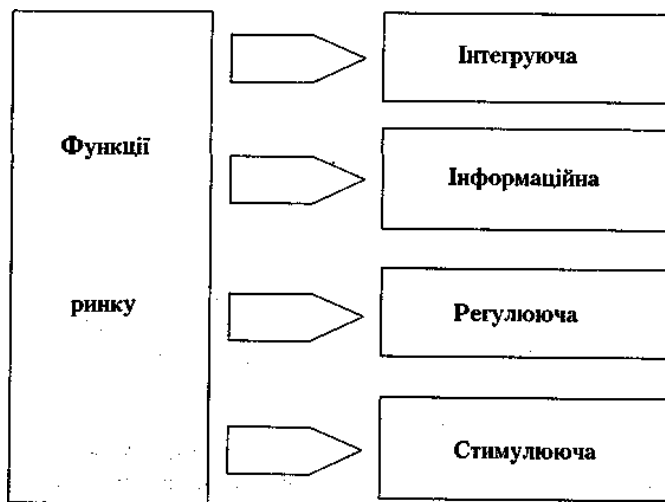 Функції
ринку
Інтегруюча
Інформаційна
Регулююча
Стимулююча